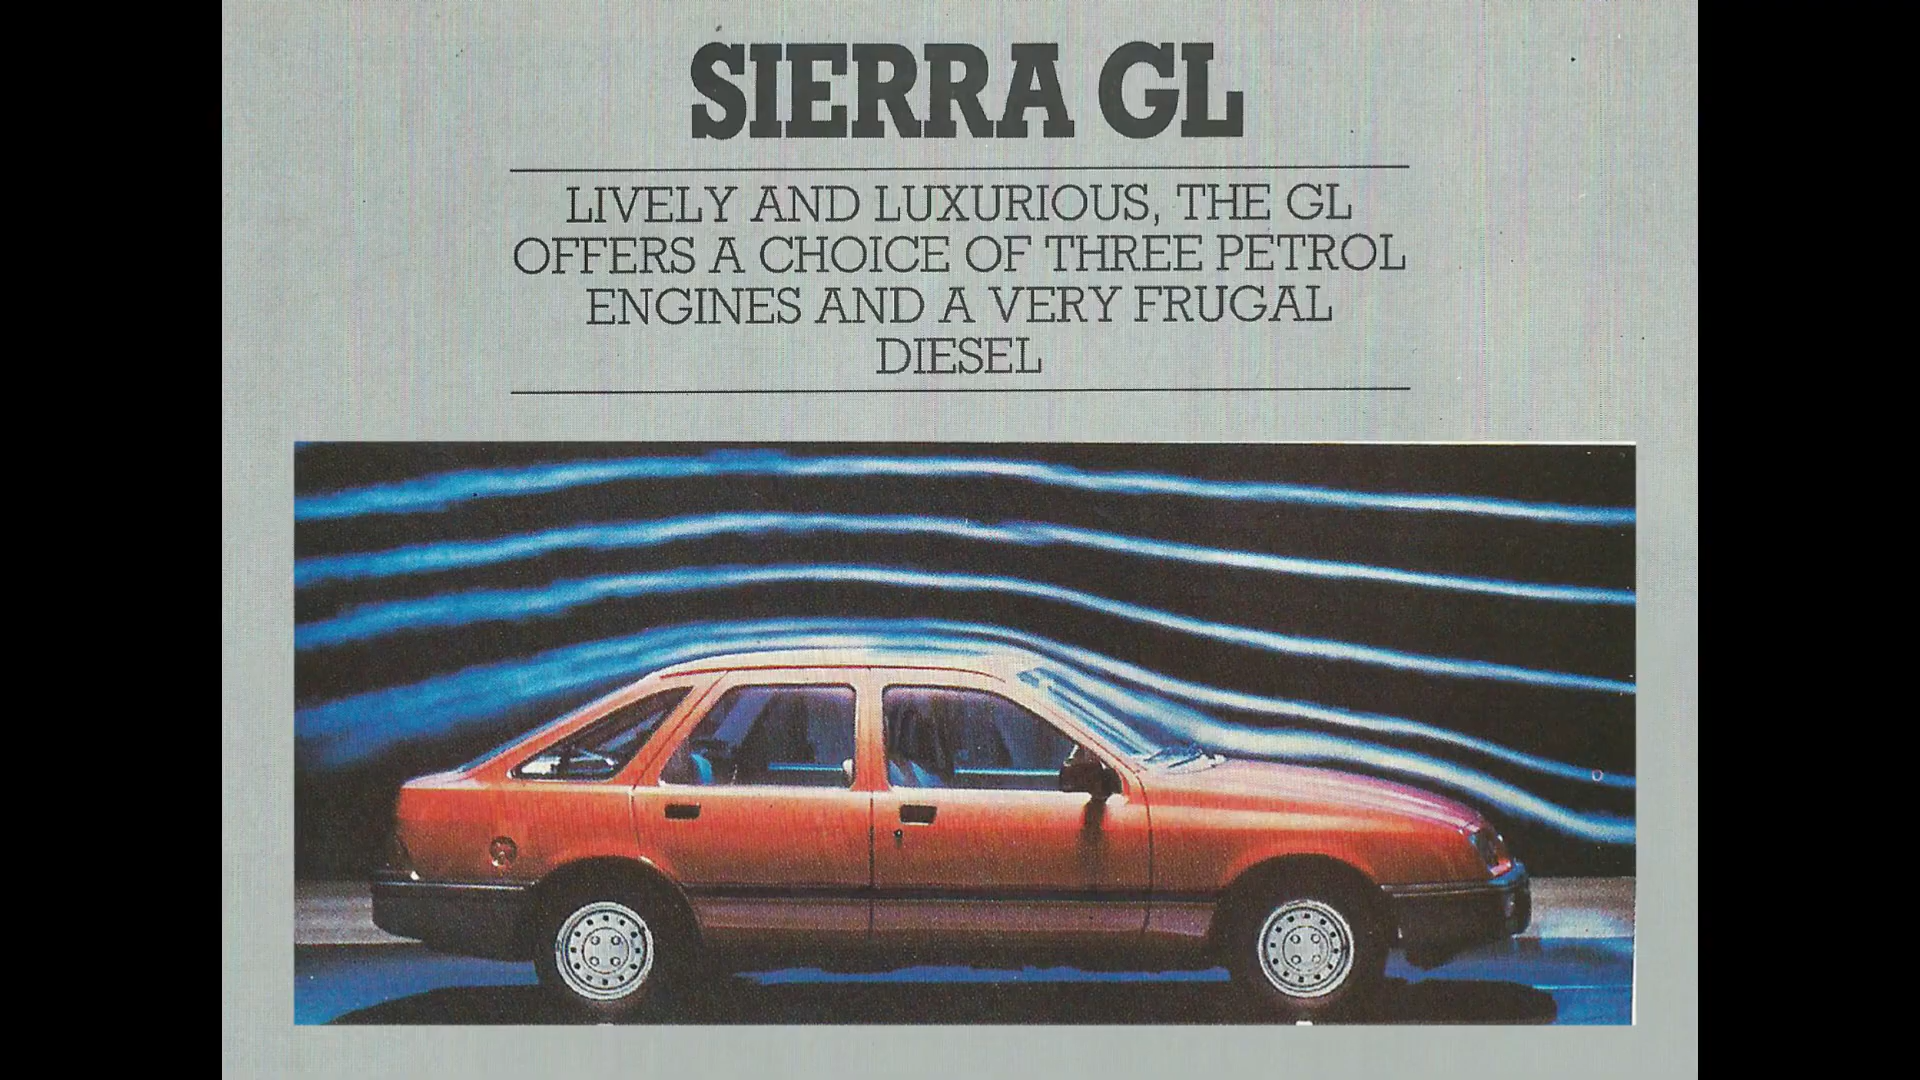 SIERRA GL
LIVELY AND LUXURIOUS, THE GL
OFFERS A CHOICE OF THREE PETROL
ENGINES AND A VERY FRUGAL
DIESEL